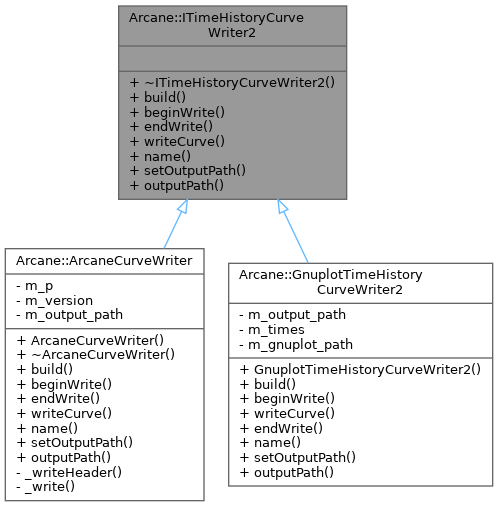 Arcane::ITimeHistoryCurve
Writer2
+ ~ITimeHistoryCurveWriter2()
+ build()
+ beginWrite()
+ endWrite()
+ writeCurve()
+ name()
+ setOutputPath()
+ outputPath()
Arcane::ArcaneCurveWriter
- m_p
- m_version
- m_output_path
+ ArcaneCurveWriter()
+ ~ArcaneCurveWriter()
+ build()
+ beginWrite()
+ endWrite()
+ writeCurve()
+ name()
+ setOutputPath()
+ outputPath()
- _writeHeader()
- _write()
Arcane::GnuplotTimeHistory
CurveWriter2
- m_output_path
- m_times
- m_gnuplot_path
+ GnuplotTimeHistoryCurveWriter2()
+ build()
+ beginWrite()
+ writeCurve()
+ endWrite()
+ name()
+ setOutputPath()
+ outputPath()